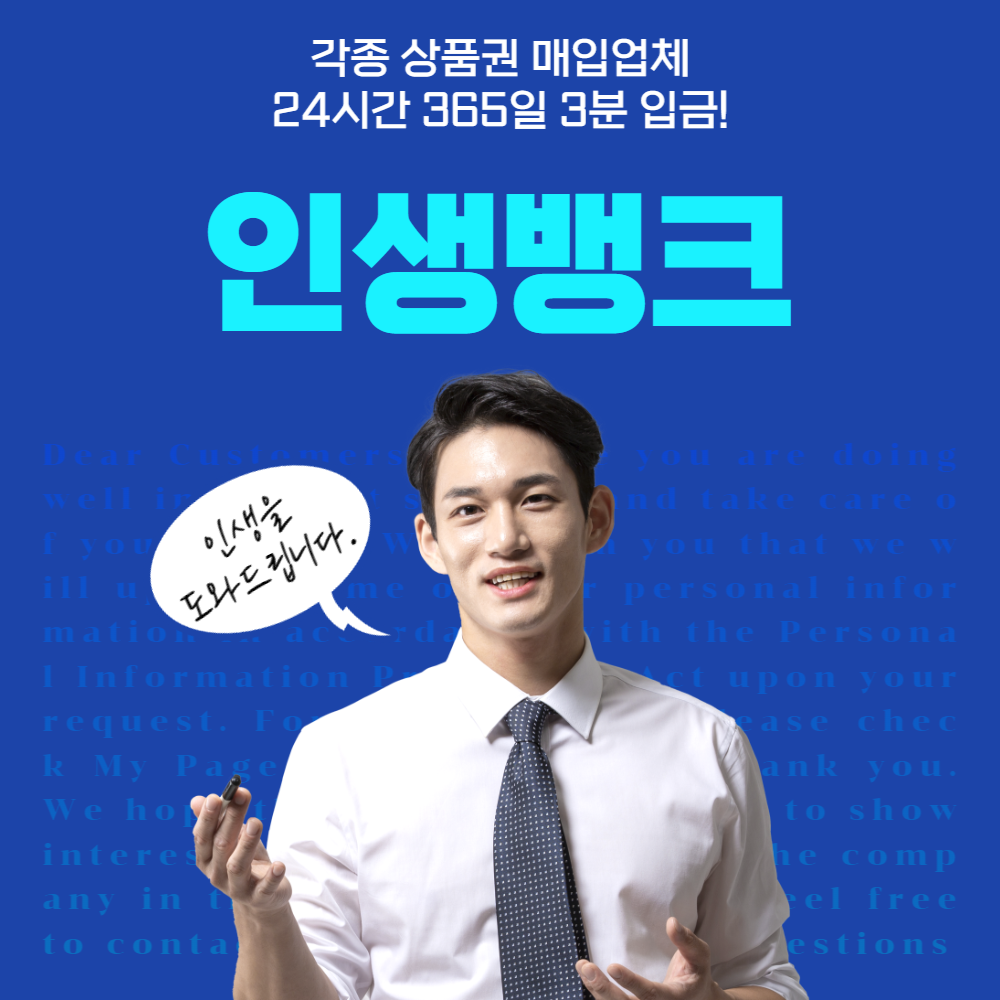 각종 상품권 매입업체
24시간 365일 3분 입금!
인생뱅크
인생을
도와드립니다.
Dear Customers you are doing
well in and take care o
f you W you that we w
ill u me o r personal infor
mation accorda with the Persona
l Information P Act upon your
request. Fo ease chec
k My Page ank you.
We hop to show
interes he comp
any in t eel free
to conta estions